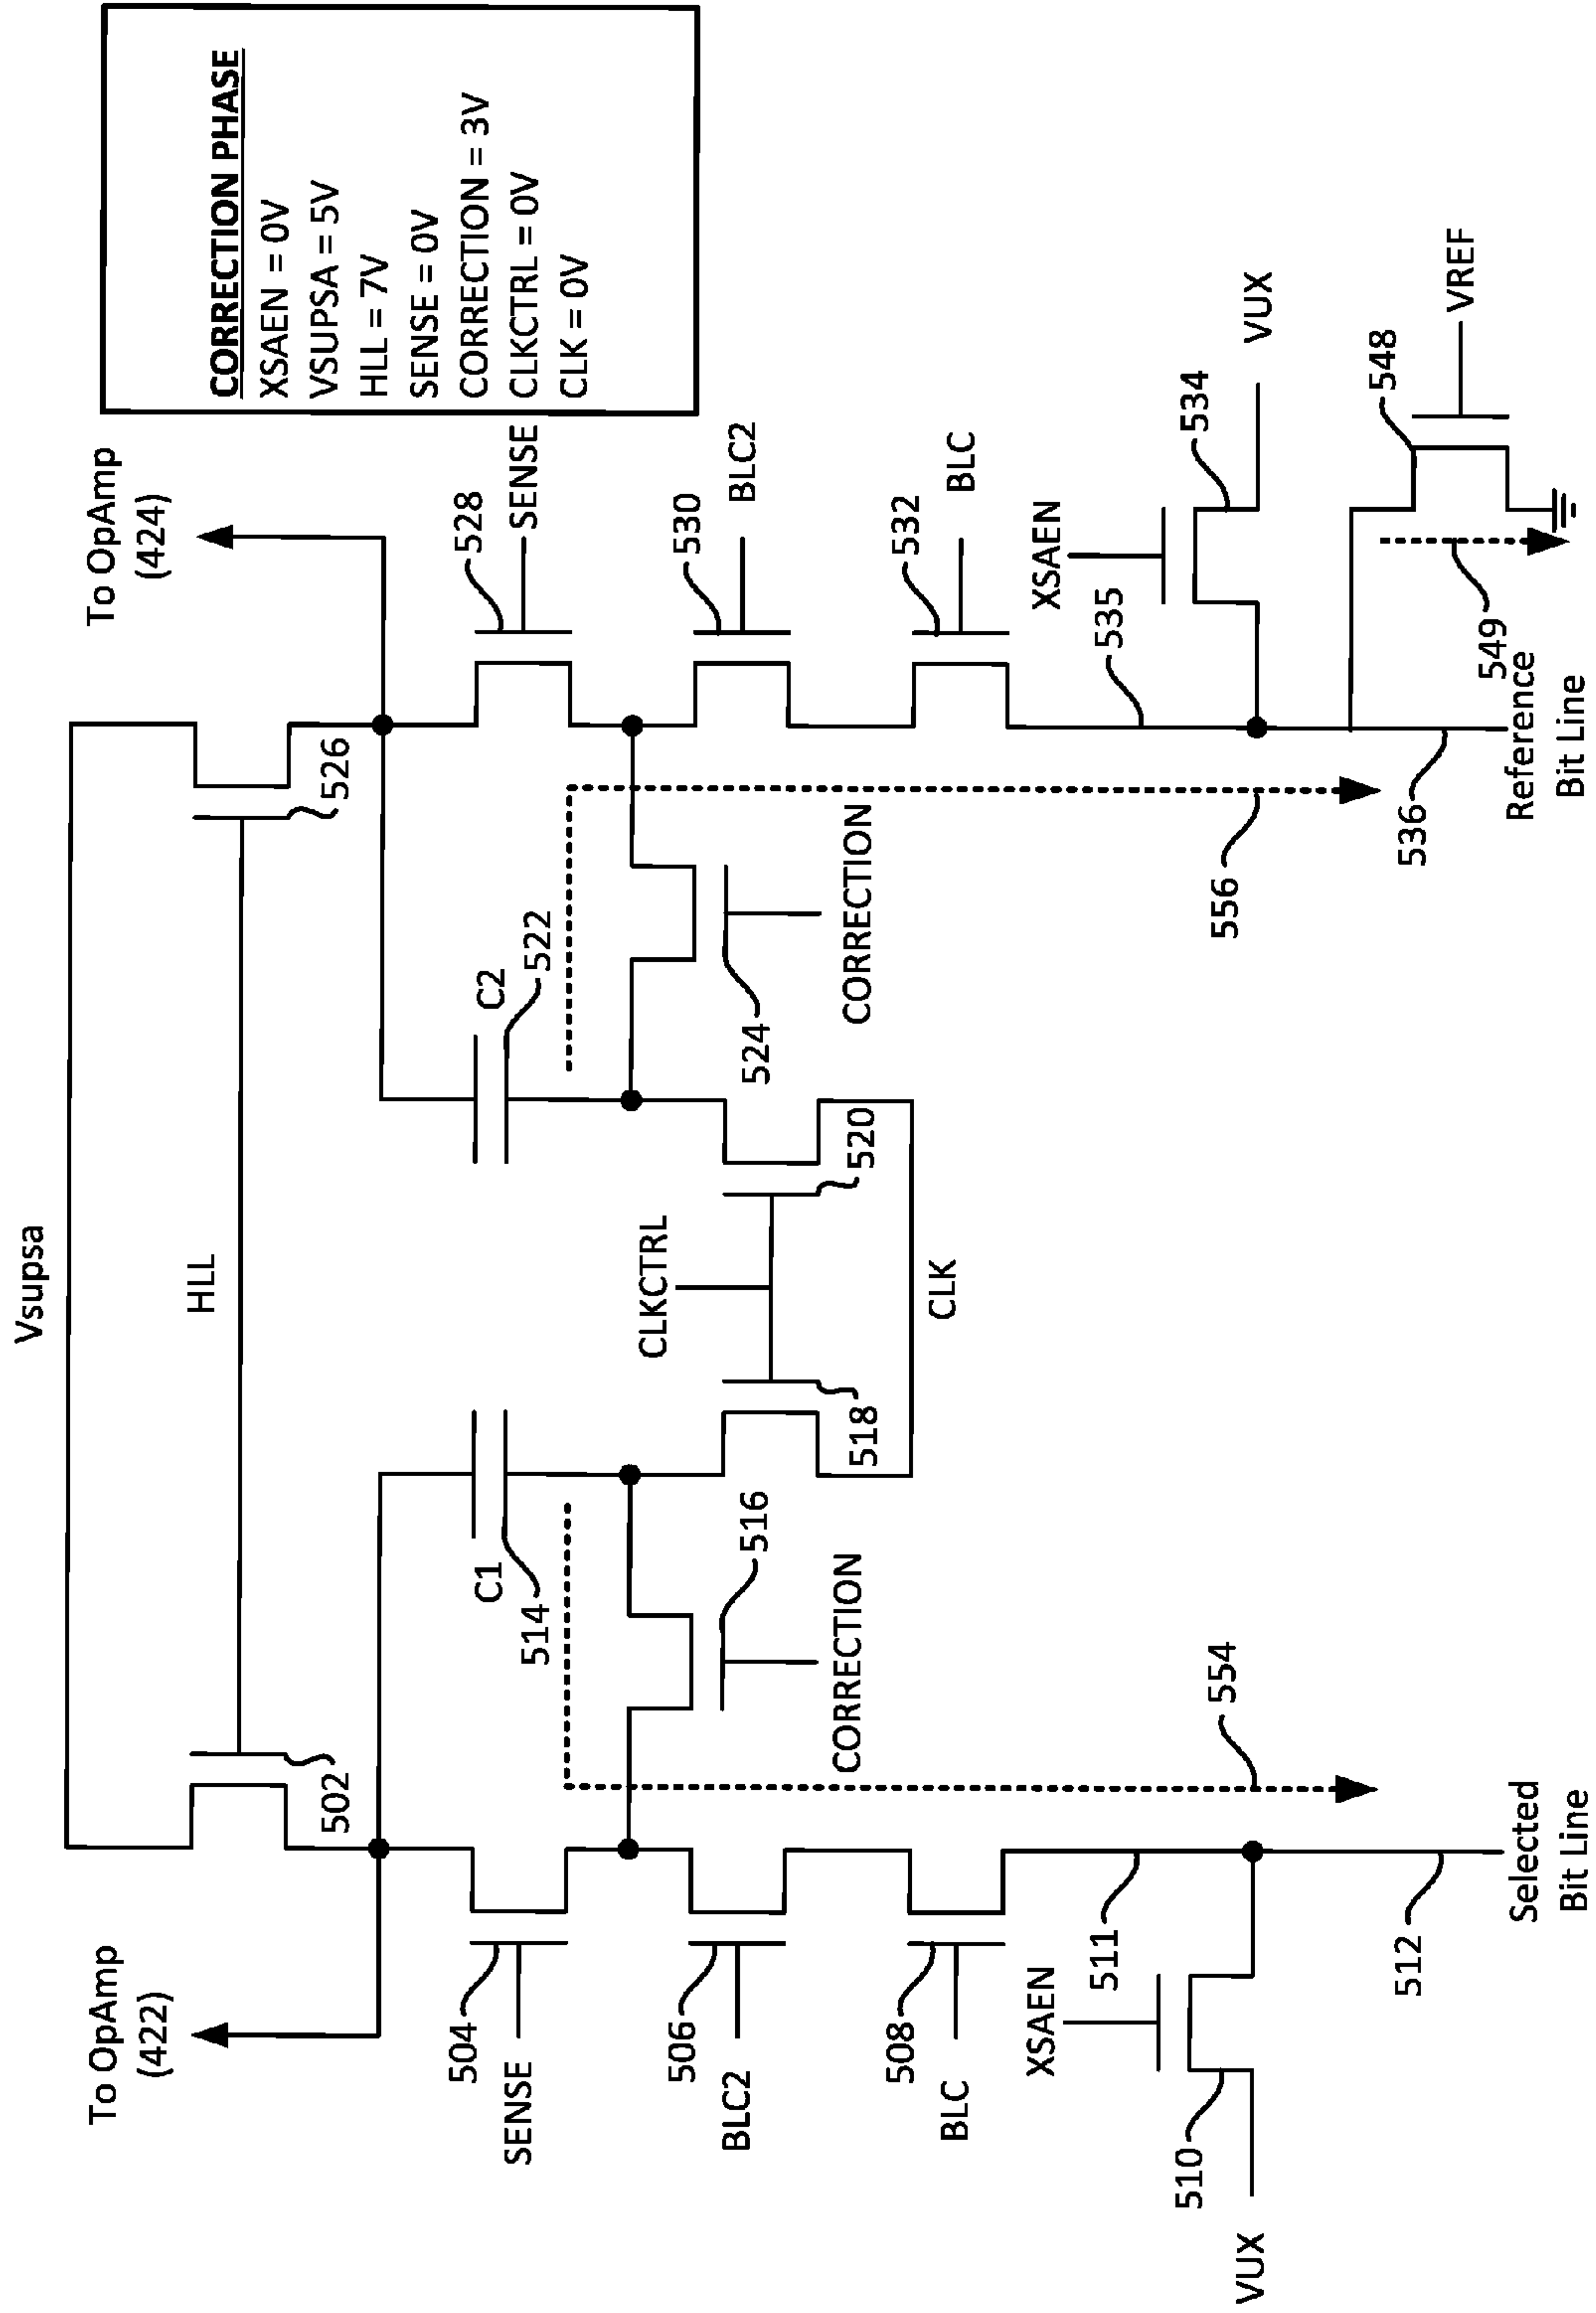 Vsupsa
HLL
To OpAmp
(422)
To OpAmp
(424)
CORRECTION PHASE
XSAEN = 0V
VSUPSA = 5V
HLL = 7V
SENSE = 0V
CORRECTION = 3V
CLKCTRL = 0V
CLK = 0V
502
526
C1
514
C2
522
504
SENSE
528
SENSE
516
CORRECTION
524
CORRECTION
CLKCTRL
518
520
CLK
506
BLC2
530
BLC2
508
BLC
532
BLC
XSAEN
511
554
556
535
XSAEN
510
VUX
534
VUX
512
536
549
548
VREF
Selected
Bit Line
Reference
Bit Line